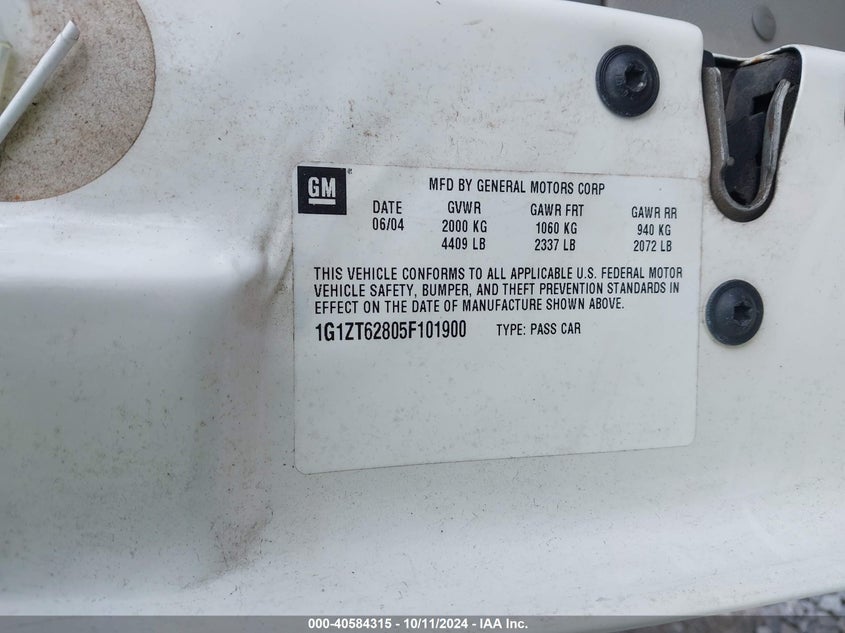 GM
MFD BY GENERAL MOTORS CORP
DATE GVWR GAWR FRT GAWR RR
06/04 2000 KG 1060 KG 940 KG
4409 LB 2337 LB 2072 LB
THIS VEHICLE CONFORMS TO ALL APPLICABLE U.S. FEDERAL MOTOR
VEHICLE SAFETY, BUMPER, AND THEFT PREVENTION STANDARDS IN
EFFECT ON THE DATE OF MANUFACTURE SHOWN ABOVE.
1G1ZT62805F101900 TYPE: PASS CAR
000-40584315 - 10/11/2024 - IAA Inc.